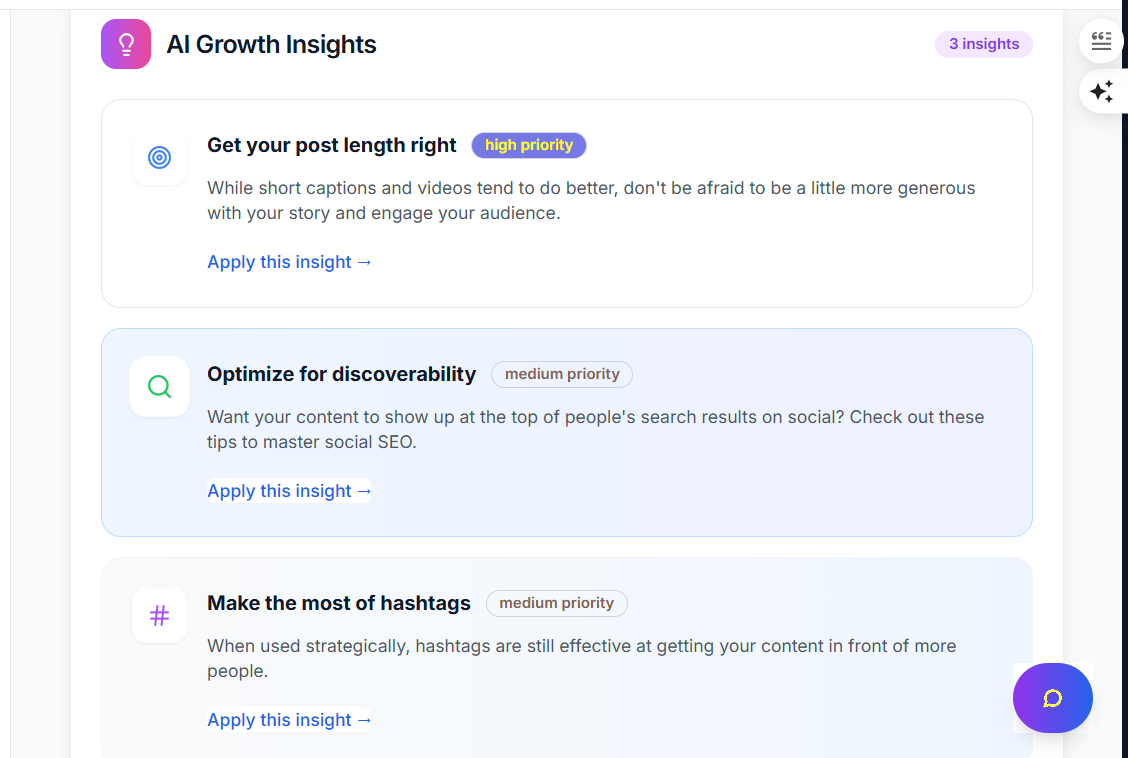 AI Growth Insights
3 insights
Get your post length right
high priority
While short captions and videos tend to do better, don't be afraid to be a little more generous
with your story and engage your audience.
Apply this insight →
Optimize for discoverability
medium priority
Want your content to show up at the top of people's search results on social? Check out these
tips to master social SEO.
Apply this insight →
Make the most of hashtags
medium priority
When used strategically, hashtags are still effective at getting your content in front of more
people.
Apply this insight →